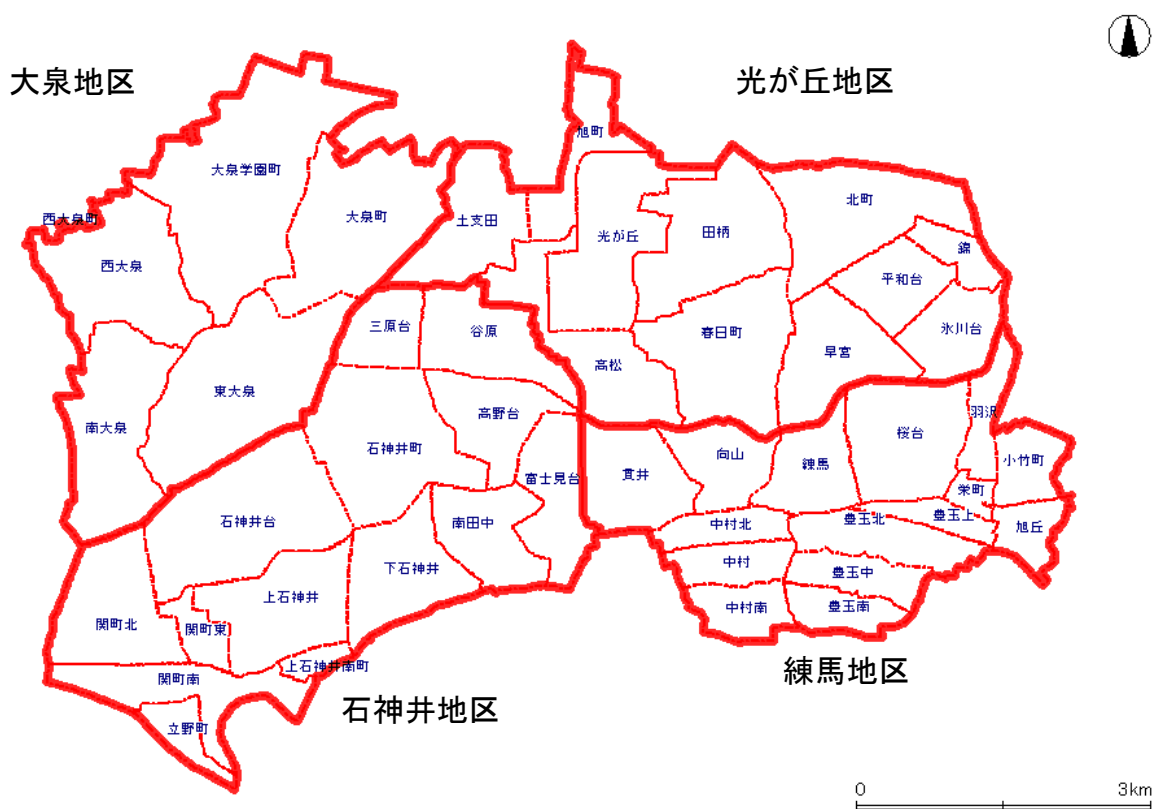 大泉地区
光が丘地区
旭町
大泉学園町
北町
西大泉町
大泉町
土支田
光が丘
田柄
錦
西大泉
平和台
三原台
谷原
春日町
氷川台
早宮
高松
東大泉
高野台
羽沢
南大泉
石神井町
向山
桜台
小竹町
貫井
練馬
富士見台
栄町
石神井台
南田中
中村北
豊玉北
豊玉上
旭丘
下石神井
中村
豊玉中
上石神井
関町北
関町東
中村南
豊玉南
上石神井南町
練馬地区
関町南
石神井地区
立野町
0
3km